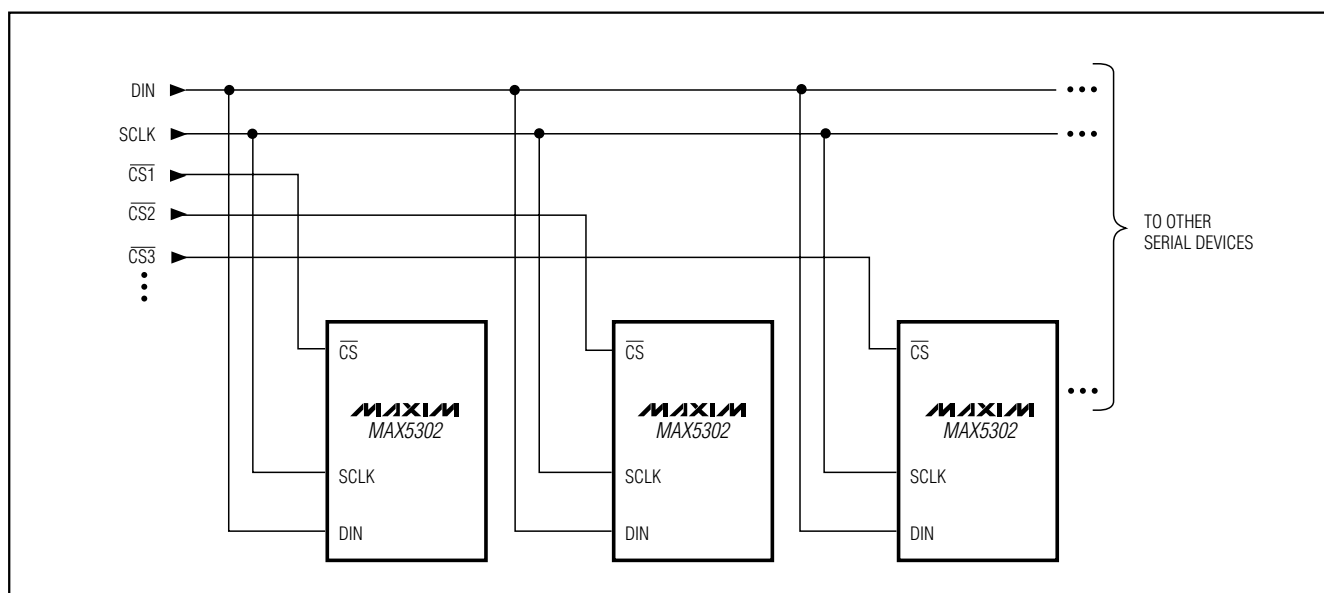 DIN
SCLK
CS1
CS2
CS3
TO OTHER
SERIAL DEVICES
CS
MAXIM
MAX5302
SCLK
DIN
CS
MAXIM
MAX5302
SCLK
DIN
CS
MAXIM
MAX5302
SCLK
DIN